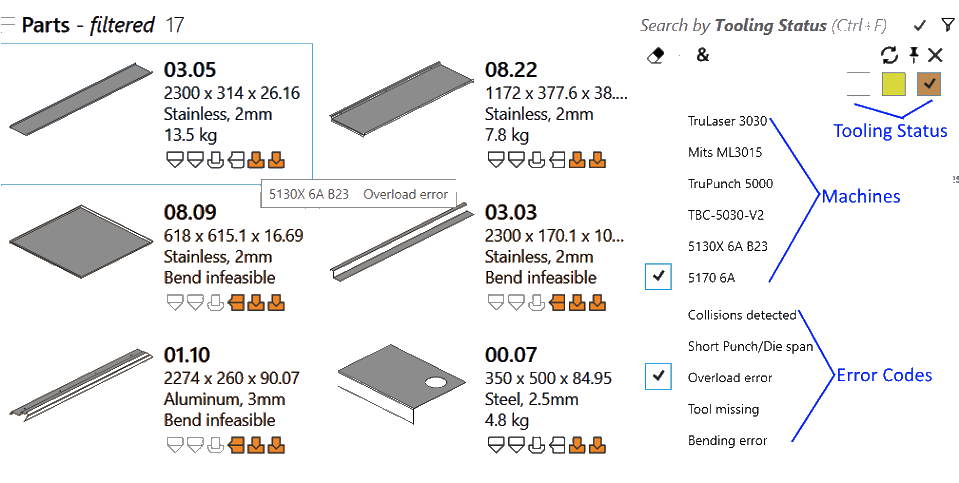 Parts - filtered 17
Search by Tooling Status (Ctrl+F)
&
Tooling Status
03.05
2300 x 314 x 26.16
Stainless, 2mm
13.5 kg
08.22
1172 x 377.6 x 38....
Stainless, 2mm
7.8 kg
5130X 6A B23 Overload error
08.09
618 x 615.1 x 16.69
Stainless, 2mm
Bend infeasible
03.03
2300 x 170.1 x 10...
Stainless, 2mm
Bend infeasible
01.10
2274 x 260 x 90.07
Aluminum, 3mm
Bend infeasible
00.07
350 x 500 x 84.95
Steel, 2.5mm
4.8 kg
TruLaser 3030
Mits ML3015
TruPunch 5000
TBC-5030-V2
5130X 6A B23
5170 6A
Machines
Collisions detected
Short Punch/Die span
Overload error
Tool missing
Bending error
Error Codes